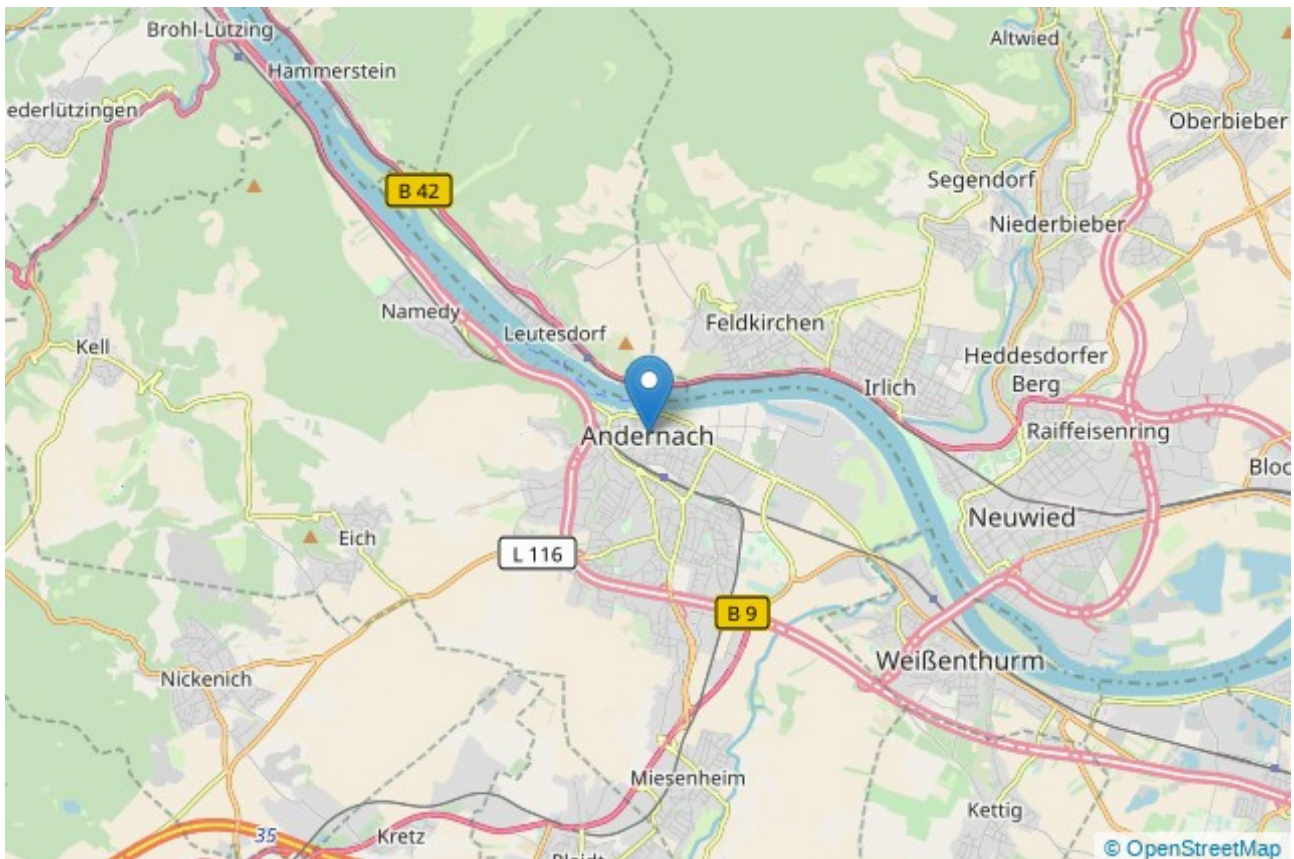 Brohl-Lützing
Hammerstein
ederlützingen
Altwied
Oberbieber
B 42
Segendorf
Niederbieber
Namedy
Leutesdorf
Feldkirchen
Kell
Heddesdorfer
Berg
Irlich
Andernach
Raiffeisenring
Bloc
Neuwied
Eich
L 116
B 9
Weißenthurm
Nickenich
Miesenheim
Kettig
35
Kretz
© OpenStreetMap